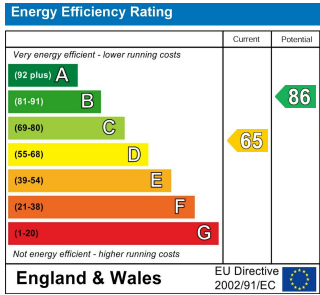 Energy Efficiency Rating
Current Potential
Very energy efficient - lower running costs
(92 plus) A
(81-91) B
86
(69-80) C
65
(55-68) D
(39-54) E
(21-38) F
(1-20) G
Not energy efficient - higher running costs
England & Wales
EU Directive
2002/91/EC